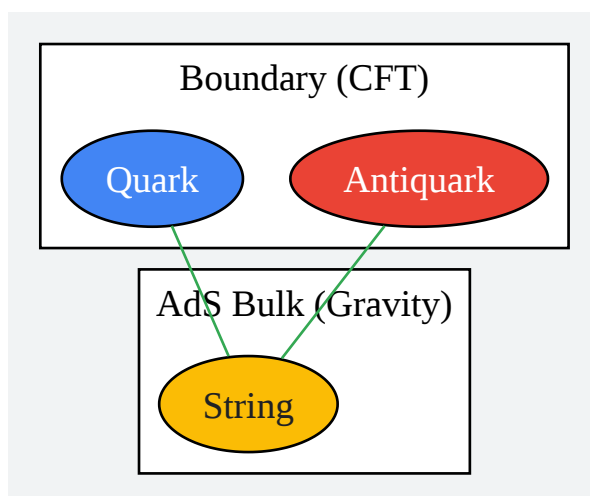 Boundary (CFT)
Quark
Antiquark
AdS Bulk (Gravity)
String